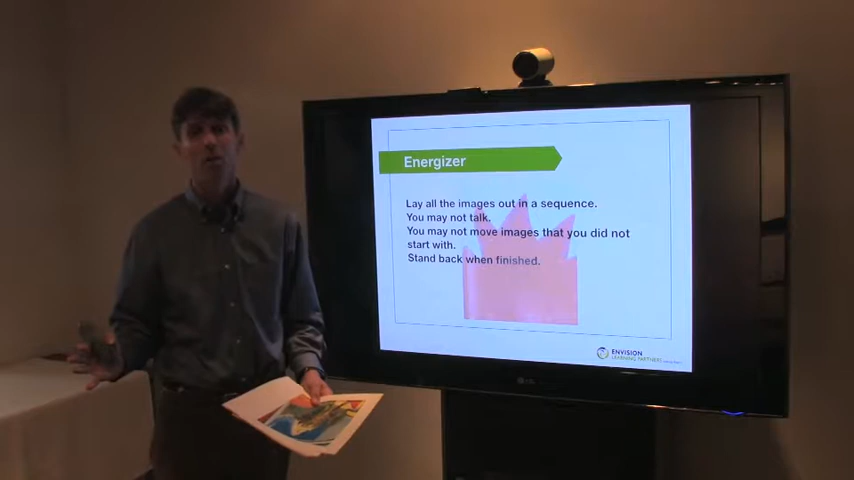 Energizer
Lay all the images out in a sequence.
You may not talk.
You may not move images that you did not
start with.
Stand back when finished.
ENVISION
LEARNING PARTNERS
LG